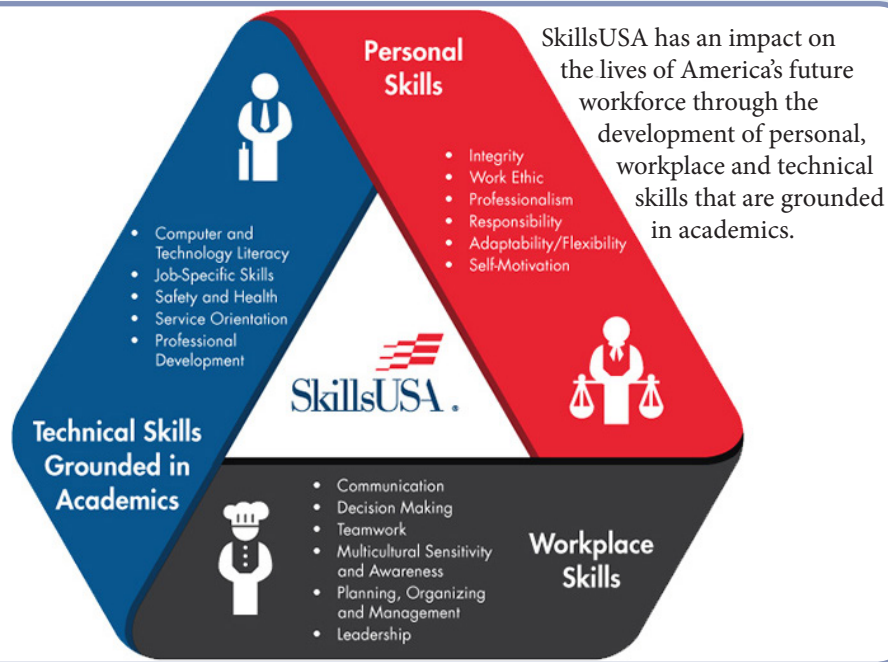 Personal
Skills
• Integrity
• Work Ethic
• Professionalism
• Responsibility
• Adaptability/Flexibility
• Self-Motivation
SkillsUSA has an impact on
the lives of America’s future
workforce through the
development of personal,
workplace and technical
skills that are grounded
in academics.
• Computer and
Technology Literacy
• Job-Specific Skills
• Safety and Health
• Service Orientation
• Professional
Development
Technical Skills
Grounded in
Academics
SkillsUSA®
• Communication
• Decision Making
• Teamwork
• Multicultural Sensitivity
and Awareness
• Planning, Organizing
and Management
• Leadership
Workplace
Skills